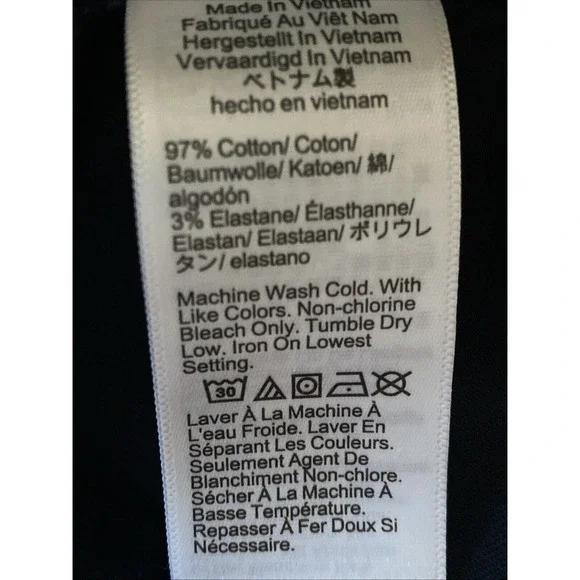 Made In Vietnam
Fabriqué Au Viêt Nam
Hergestellt In Vietnam
Vervaardigd In Vietnam
ベトナム製
hecho en vietnam
97% Cotton/ Coton/
Baumwolle/ Katoen/ 綿/
algodón
3% Elastane/ Élasthanne/
Elastan/ Elastaan/ ポリウレ
タン/ elastano
Machine Wash Cold. With
Like Colors. Non-chlorine
Bleach Only. Tumble Dry
Low. Iron On Lowest
Setting.
30
Laver À La Machine À
L'eau Froide. Laver En
Séparant Les Couleurs.
Seulement Agent De
Blanchiment Non-chlore.
Sécher À La Machine À
Basse Température.
Repasser À Fer Doux Si
Nécessaire.